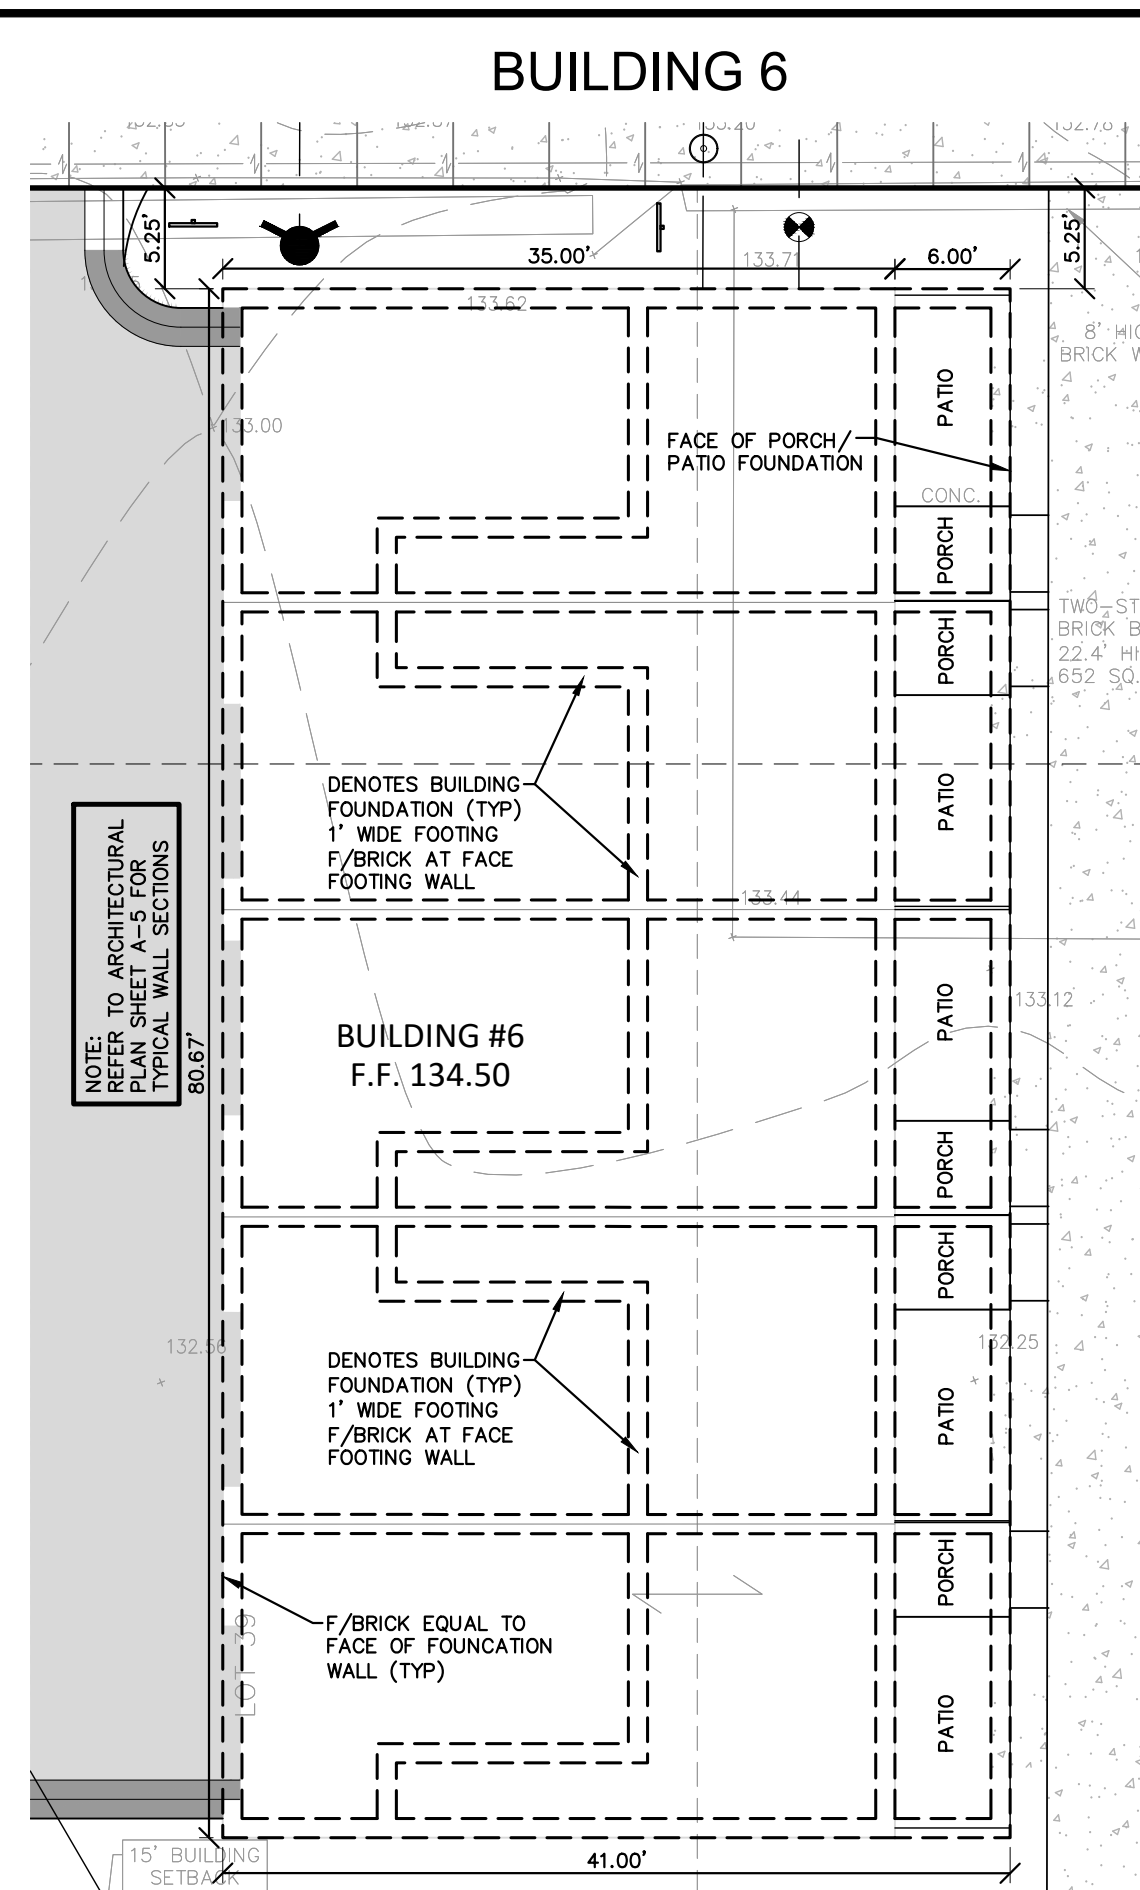 BUILDING 6
133.20
132.78
5.25'
35.00'
133.71
6.00'
5.25'
133.62
8' HIG
BRICK W
PATIO
133.00
FACE OF PORCH/
PATIO FOUNDATION
CONC.
PORCH
TWO-ST
BRICK B
22.4' H
652 SQ.
PORCH
DENOTES BUILDING
FOUNDATION (TYP)
1' WIDE FOOTING
F/BRICK AT FACE
FOOTING WALL
PATIO
NOTE:
REFER TO ARCHITECTURAL
PLAN SHEET A-5 FOR
TYPICAL WALL SECTIONS
133.44
80.67'
BUILDING #6
F.F. 134.50
PATIO
133.12
PORCH
PORCH
132.56
132.25
DENOTES BUILDING
FOUNDATION (TYP)
1' WIDE FOOTING
F/BRICK AT FACE
FOOTING WALL
PATIO
PORCH
LOT 39
F/BRICK EQUAL TO
FACE OF FOUNCATION
WALL (TYP)
PATIO
15' BUILDING
SETBACK
41.00'